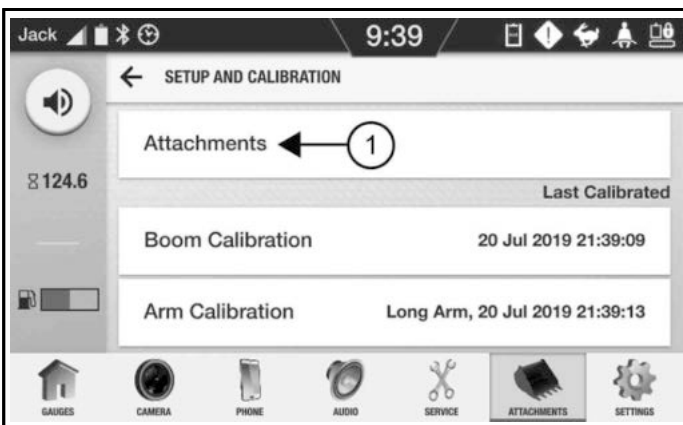 Jack 9:39
SETUP AND CALIBRATION
Attachments 1
124.6
Last Calibrated
Boom Calibration 20 Jul 2019 21:39:09
Arm Calibration Long Arm, 20 Jul 2019 21:39:13
GAUGES CAMERA PHONE AUDIO SERVICE ATTACHMENTS SETTINGS